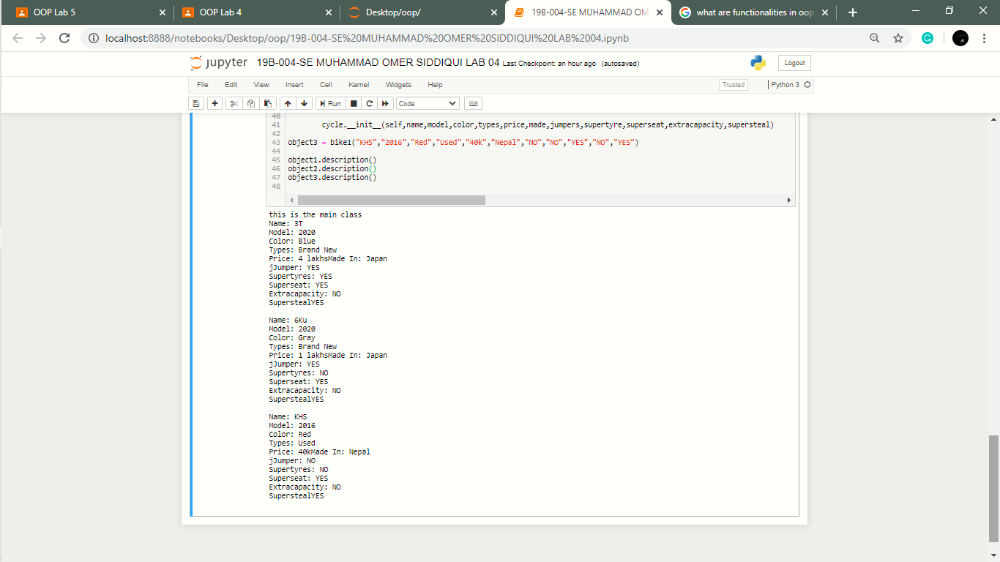 OOP Lab 5
OOP Lab 4
Desktop/oop/
19B-004-SE MUHAMMAD OM
what are functionalities in oop
localhost:8888/notebooks/Desktop/oop/19B-004-SE%20MUHAMMAD%20OMER%20SIDDIQUI%20LAB%2004.ipynb
jupyter 19B-004-SE MUHAMMAD OMER SIDDIQUI LAB 04 Last Checkpoint: an hour ago (autosaved)
Logout
File Edit View Insert Cell Kernel Widgets Help
Trusted
Python 3
Run
Code
40
41 cycle.__init__(self,name,model,color,types,price,made,jumpers,supertyre,superseat,extracapacity,supersteal)
42
43 object3 = bike1("KHS","2016","Red","Used","40k","Nepal","NO","NO","YES","NO","YES")
44
45 object1.description()
46 object2.description()
47 object3.description()
48
this is the main class
Name: 3T
Model: 2020
Color: Blue
Types: Brand New
Price: 4 lakhsMade In: Japan
jJumper: YES
Supertyres: YES
Superseat: YES
Extracapacity: NO
SuperstealYES
Name: 6Ku
Model: 2020
Color: Gray
Types: Brand New
Price: 1 lakhsMade In: Japan
jJumper: YES
Supertyres: NO
Superseat: YES
Extracapacity: NO
SuperstealYES
Name: KHS
Model: 2016
Color: Red
Types: Used
Price: 40kMade In: Nepal
jJumper: NO
Supertyres: NO
Superseat: YES
Extracapacity: NO
SuperstealYES